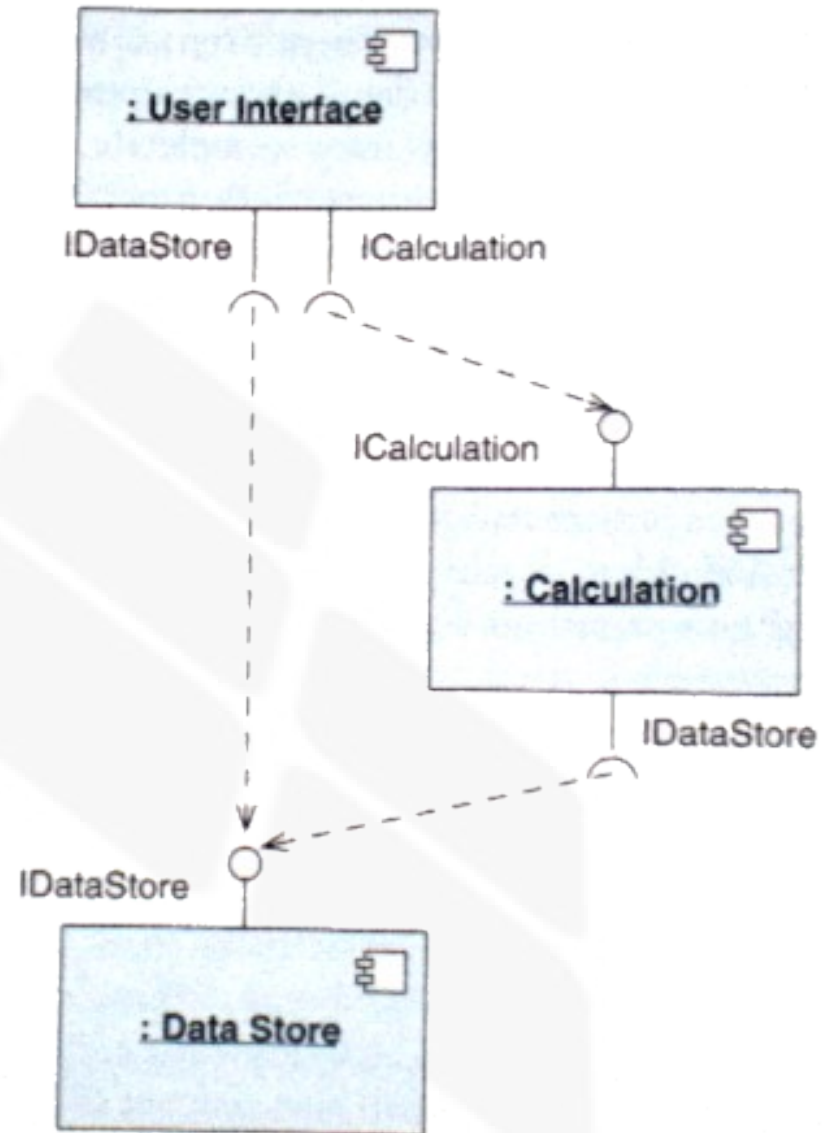 : User Interface
IDataStore
ICalculation
ICalculation
: Calculation
IDataStore
IDataStore
: Data Store